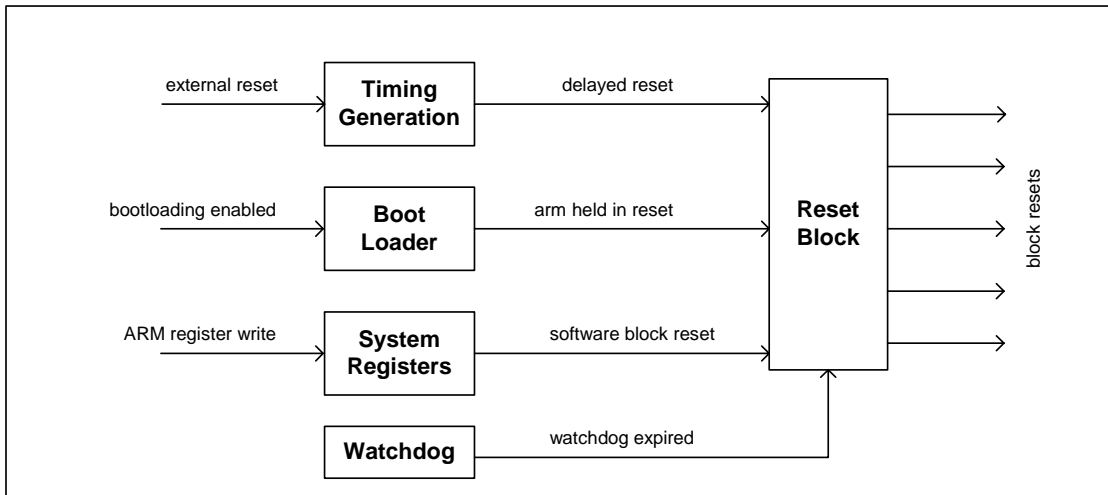 external reset
Timing
Generation
delayed reset
bootloading enabled
Boot
Loader
arm held in reset
Reset
Block
block resets
ARM register write
System
Registers
software block reset
Watchdog
watchdog expired